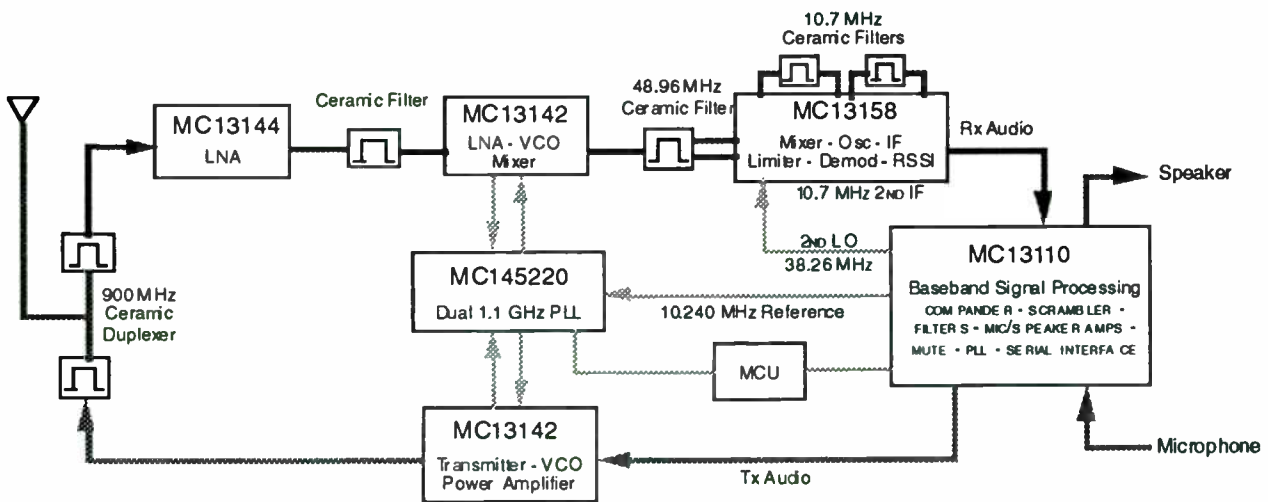 10.7 MHz
Ceramic Filters
48.96 MHz
Ceramic Filter
Ceramic Filter
MC13144
LNA
MC13142
LNA - VCO
Mixer
MC13158
Mixer - Osc - IF
Limiter - Demod - RSSI
Rx Audio
10.7 MHz 2ND IF
Speaker
2ND LO
38.26 MHz
MC13110
Baseband Signal Processing
COMPANDER - SCRAMBLER -
FILTERS - MIC/SPEAKER AMPS -
MUTE - PLL - SERIAL INTERFACE
MC145220
Dual 1.1 GHz PLL
10.240 MHz Reference
900 MHz
Ceramic
Duplexer
MCU
MC13142
Transmitter - VCO
Power Amplifier
Tx Audio
Microphone